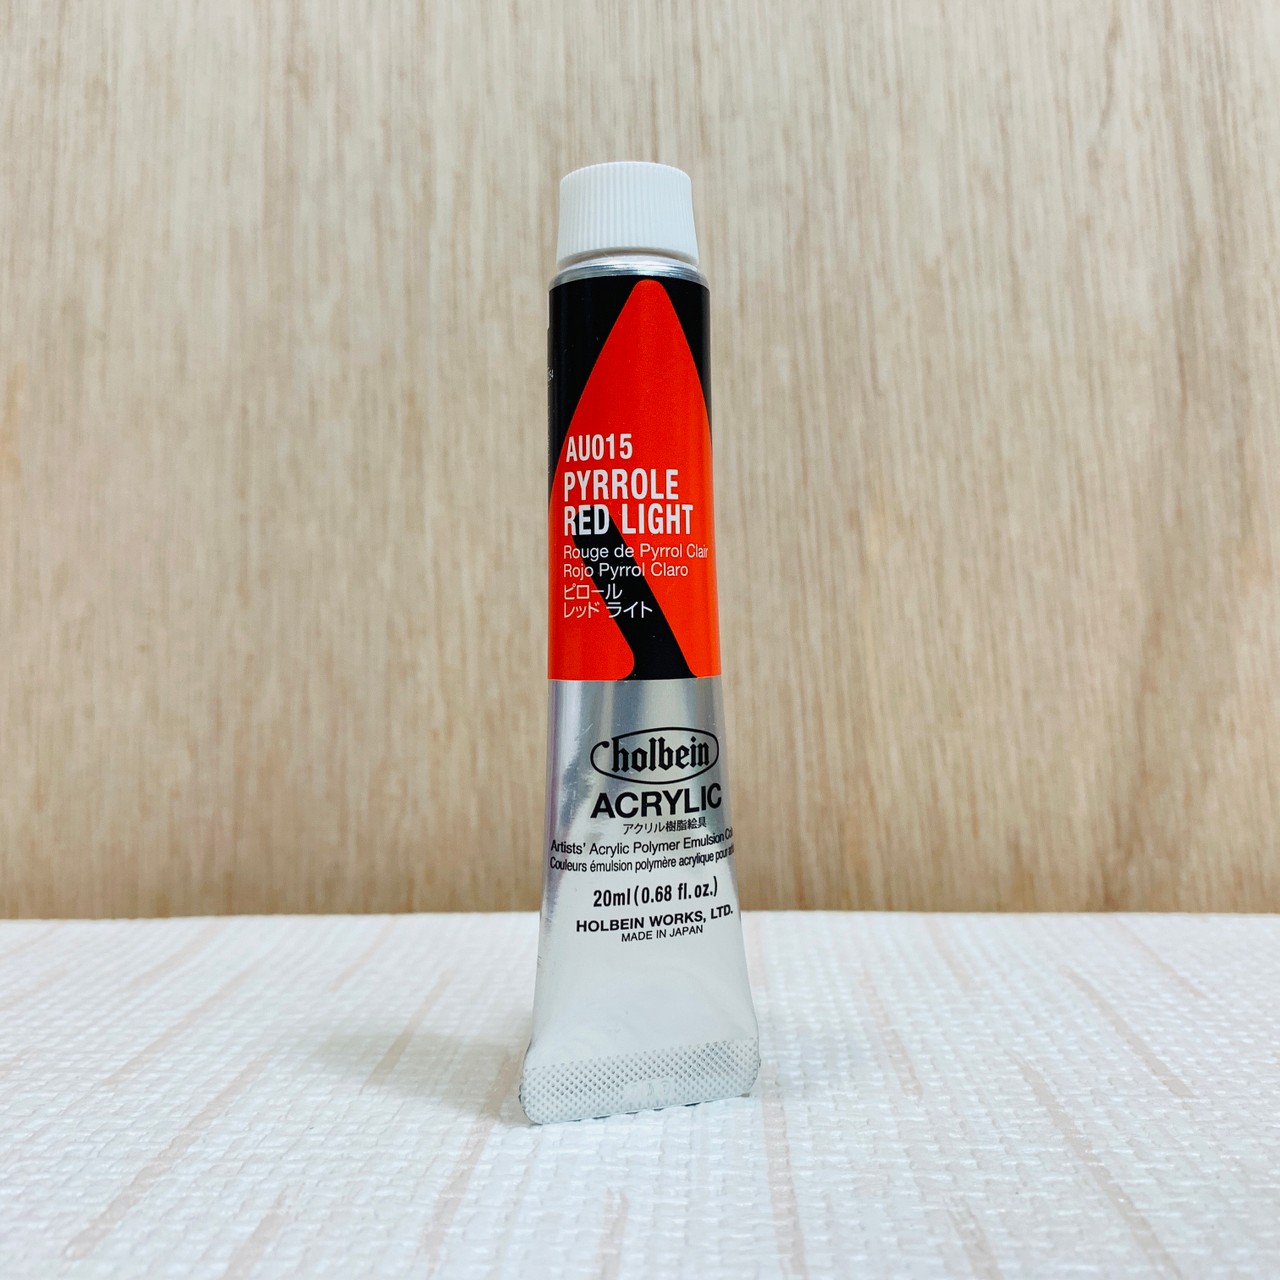 AU015
PYRROLE
RED LIGHT
Rouge de Pyrrol Clair
Rojo Pyrrol Claro
ピロール
レッド ライト
holbein
ACRYLIC
アクリル樹脂絵具
Artists' Acrylic Polymer Emulsion
Couleurs émulsion polymère acrylique pour
20ml (0.68 fl. oz.)
HOLBEIN WORKS, LTD.
MADE IN JAPAN